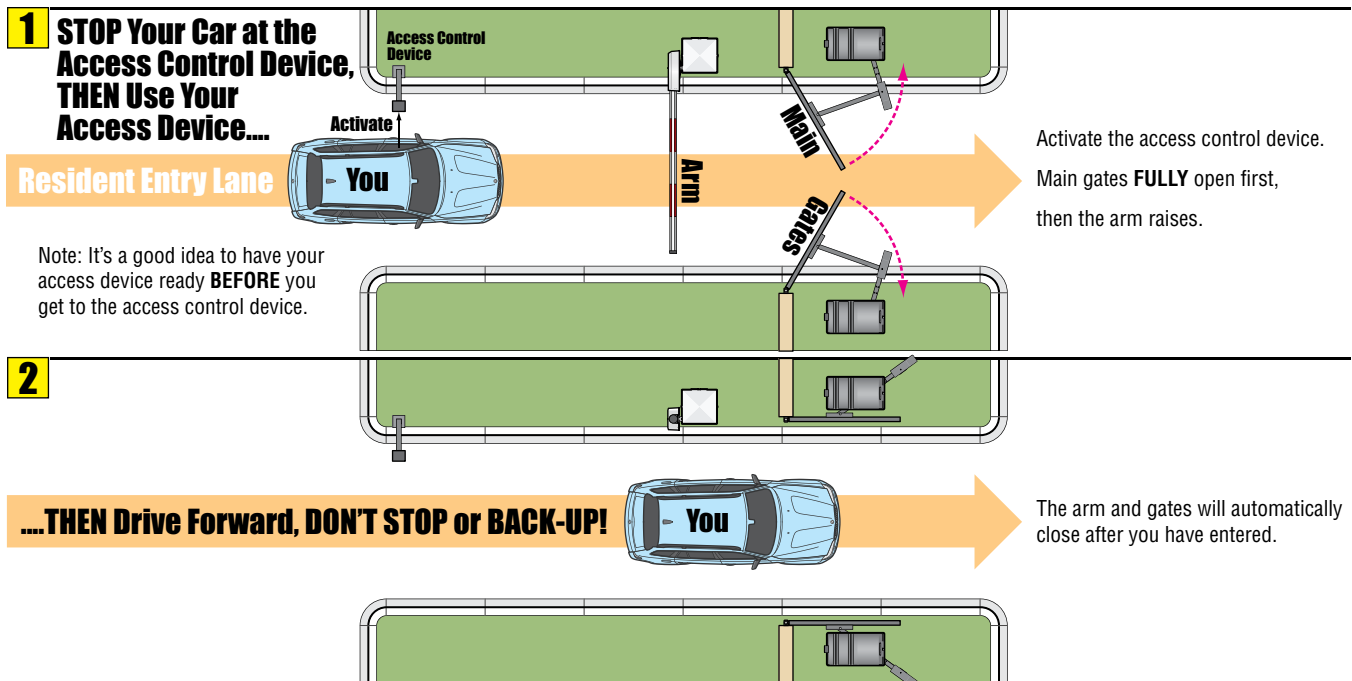 1
STOP Your Car at the
Access Control Device,
THEN Use Your
Access Device....
Access Control
Device
Activate
Resident Entry Lane
You
Arm
Main
Gates
Activate the access control device.
Main gates FULLY open first,
then the arm raises.
Note: It's a good idea to have your
access device ready BEFORE you
get to the access control device.
2
....THEN Drive Forward, DON'T STOP or BACK-UP!
You
The arm and gates will automatically
close after you have entered.